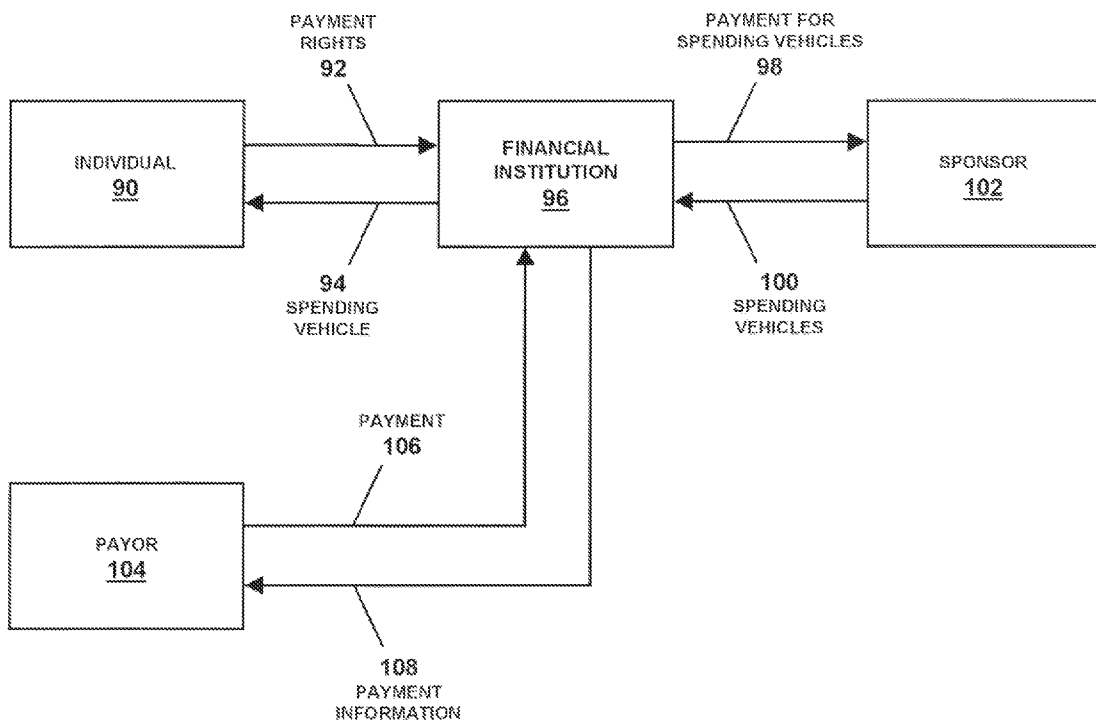 PAYMENT
RIGHTS
92
PAYMENT FOR
SPENDING VEHICLES
98
INDIVIDUAL
90
FINANCIAL
INSTITUTION
96
SPONSOR
102
94
SPENDING
VEHICLE
100
SPENDING
VEHICLES
PAYMENT
106
PAYOR
104
108
PAYMENT
INFORMATION